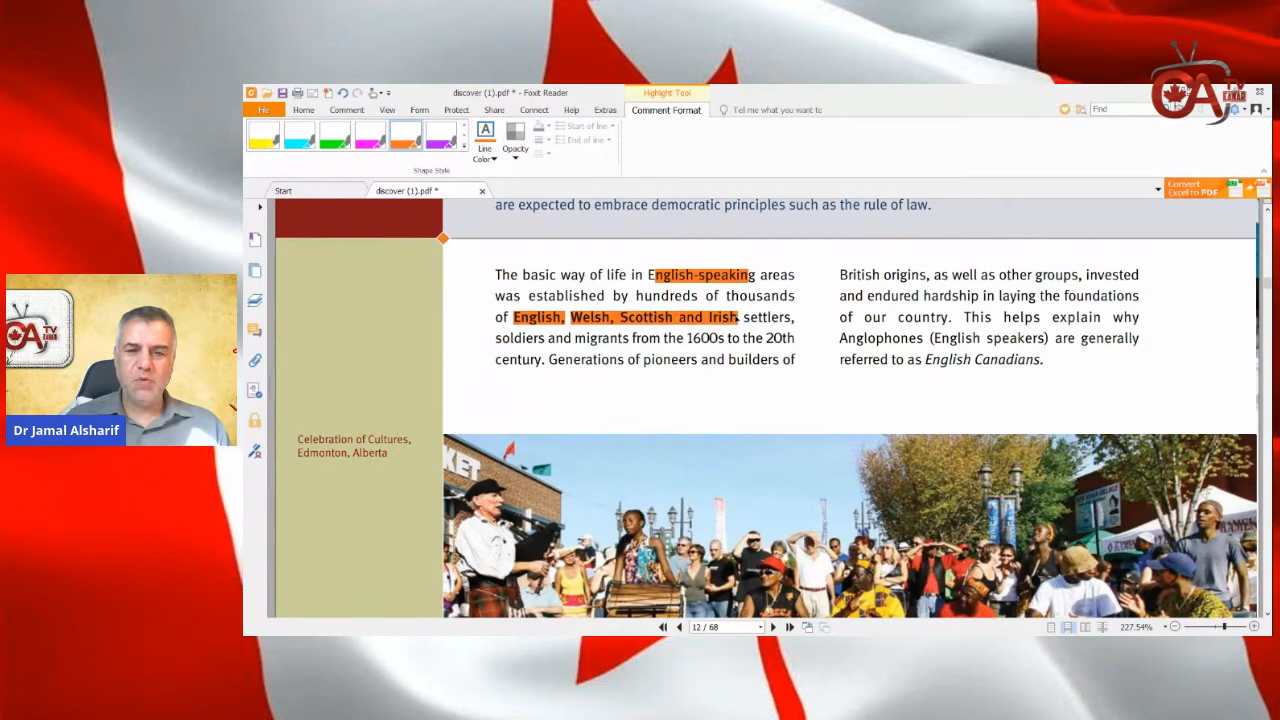 discover (1).pdf * - Foxit Reader
Highlight Tool
File
Home
Comment
View
Form
Protect
Share
Connect
Help
Extras
Comment Format
Tell me what you want to
Find
Line
Color
Opacity
Start of line
End of line
Shape Style
Start
discover (1).pdf *
Convert
Excel to PDF
are expected to embrace democratic principles such as the rule of law.
The basic way of life in English-speaking areas
was established by hundreds of thousands
of English, Welsh, Scottish and Irish settlers,
soldiers and migrants from the 1600s to the 20th
century. Generations of pioneers and builders of
British origins, as well as other groups, invested
and endured hardship in laying the foundations
of our country. This helps explain why
Anglophones (English speakers) are generally
referred to as English Canadians.
Celebration of Cultures,
Edmonton, Alberta
KET
12 / 68
227.54%
Dr Jamal Alsharif
CA TV
KANAR